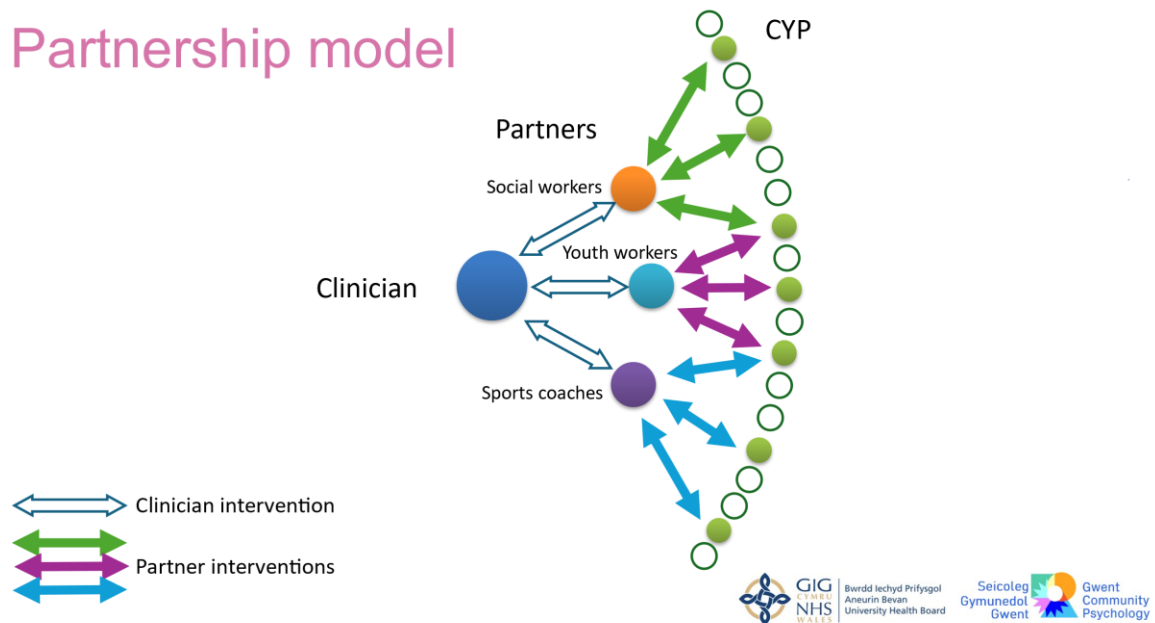 Partnership model
CYP
Partners
Social workers
Youth workers
Clinician
Sports coaches
Clinician intervention
Partner interventions
GIG
CYMRU
NHS
WALES
Bwrdd Iechyd Prifysgol
Aneurin Bevan
University Health Board
Seicoleg
Gymunedol
Gwent
Gwent
Community
Psychology